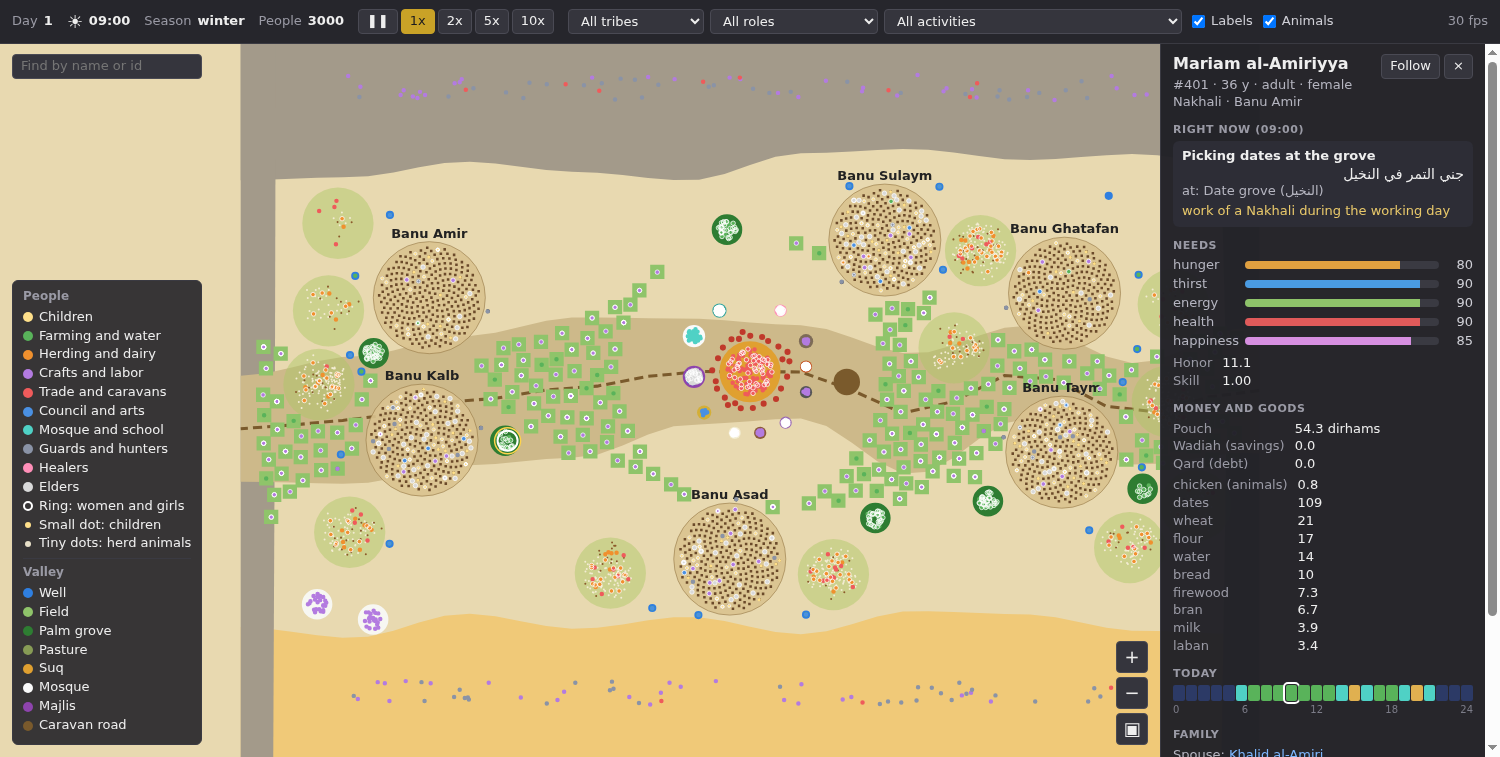 Day 1 ☀ 09:00 Season winter People 3000 ❚❚ 1x 2x 5x 10x All tribes All roles All activities Labels Animals 30 fps
Find by name or id
People
Children
Farming and water
Herding and dairy
Crafts and labor
Trade and caravans
Council and arts
Mosque and school
Guards and hunters
Healers
Elders
Ring: women and girls
Small dot: children
Tiny dots: herd animals
Valley
Well
Field
Palm grove
Pasture
Suq
Mosque
Majlis
Caravan road
Banu Sulaym
Banu Ghatafan
Banu Amir
Banu Kalb
Banu Taym
Banu Asad
+
−
▣
Mariam al-Amiriyya Follow ×
#401 · 36 y · adult · female
Nakhali · Banu Amir
RIGHT NOW (09:00)
Picking dates at the grove
جني التمر في النخيل
at: Date grove (النخيل)
work of a Nakhali during the working day
NEEDS
hunger 80
thirst 90
energy 90
health 90
happiness 85
Honor 11.1
Skill 1.00
MONEY AND GOODS
Pouch 54.3 dirhams
Wadiah (savings) 0.0
Qard (debt) 0.0
chicken (animals) 0.8
dates 109
wheat 21
flour 17
water 14
bread 10
firewood 7.3
bran 6.7
milk 3.9
laban 3.4
TODAY
0 6 12 18 24
FAMILY
Spouse: Khalid al-Amiri